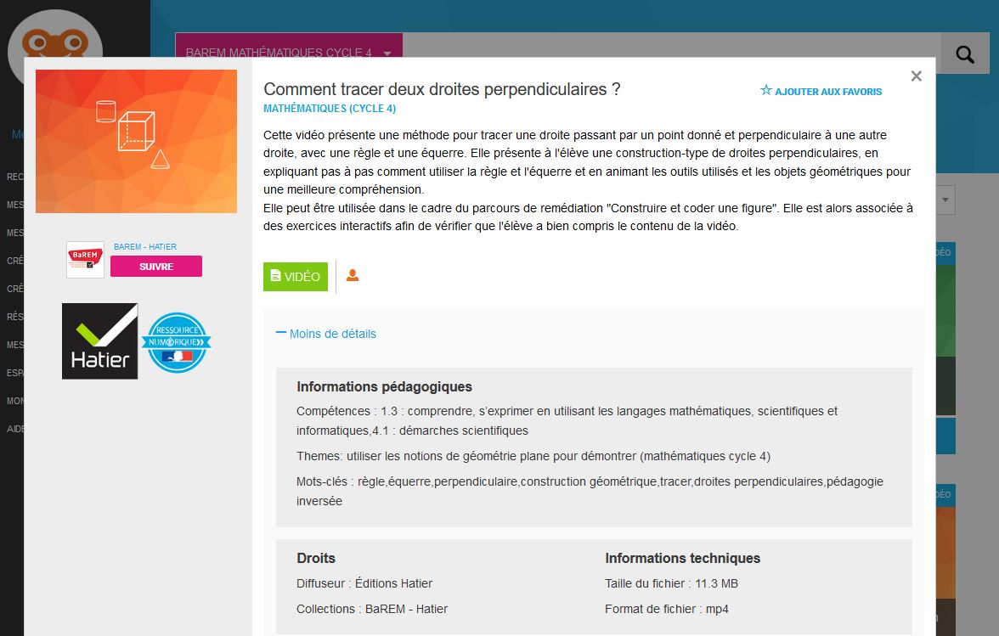 BAREM MATHÉMATIQUES CYCLE 4
REC
MES
MES
CRÉ
CRÉ
RÉS
MES
ESP
MON
AIDE
BaREM
BAREM - HATIER
SUIVRE
Hatier
RESSOURCE
NUMÉRIQUE
Comment tracer deux droites perpendiculaires ?
AJOUTER AUX FAVORIS
MATHÉMATIQUES (CYCLE 4)
Cette vidéo présente une méthode pour tracer une droite passant par un point donné et perpendiculaire à une autre
droite, avec une règle et une équerre. Elle présente à l'élève une construction-type de droites perpendiculaires, en
expliquant pas à pas comment utiliser la règle et l'équerre et en animant les outils utilisés et les objets géométriques pour
une meilleure compréhension.
Elle peut être utilisée dans le cadre du parcours de remédiation "Construire et coder une figure". Elle est alors associée à
des exercices interactifs afin de vérifier que l'élève a bien compris le contenu de la vidéo.
VIDÉO
Moins de détails
Informations pédagogiques
Compétences : 1.3 : comprendre, s’exprimer en utilisant les langages mathématiques, scientifiques et
informatiques,4.1 : démarches scientifiques
Themes: utiliser les notions de géométrie plane pour démontrer (mathématiques cycle 4)
Mots-clés : règle,équerre,perpendiculaire,construction géométrique,tracer,droites perpendiculaires,pédagogie
inversée
Droits
Diffuseur : Éditions Hatier
Collections : BaREM - Hatier
Informations techniques
Taille du fichier : 11.3 MB
Format de fichier : mp4
DÉO
DÉO